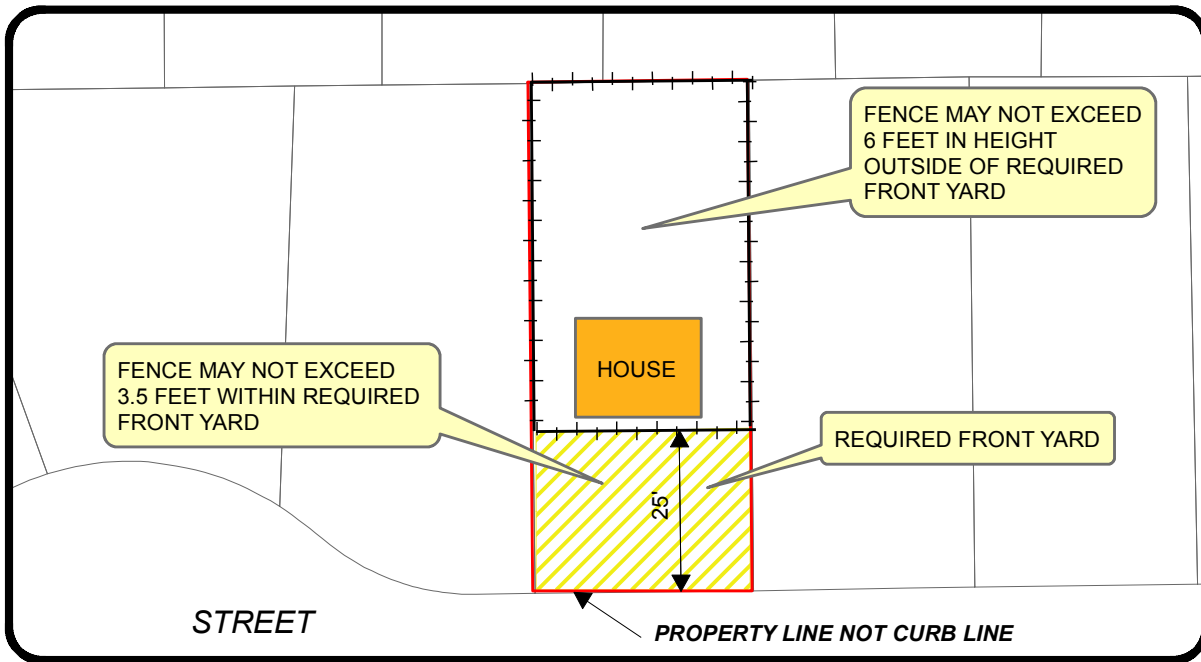 FENCE MAY NOT EXCEED
6 FEET IN HEIGHT
OUTSIDE OF REQUIRED
FRONT YARD
HOUSE
FENCE MAY NOT EXCEED
3.5 FEET WITHIN REQUIRED
FRONT YARD
REQUIRED FRONT YARD
25'
STREET
PROPERTY LINE NOT CURB LINE